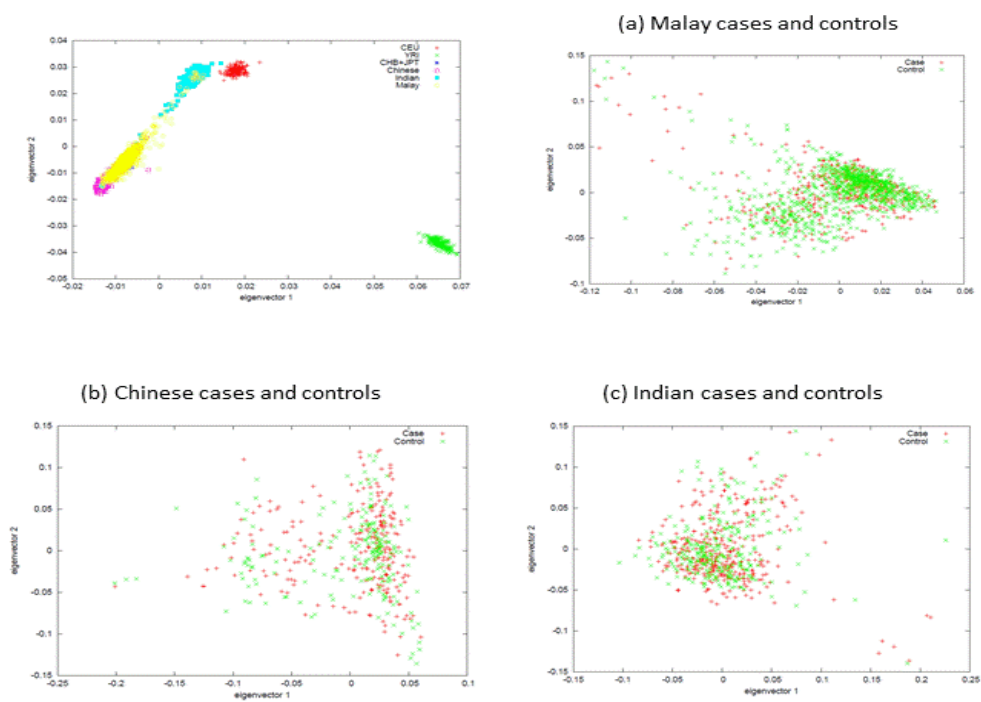 CEU
YRI
CHB+JPT
Chinese
Indian
Malay
0.04
0.03
0.02
0.01
0
-0.01
-0.02
-0.03
-0.04
-0.05
eigenvector 2
-0.02 -0.01 0 0.01 0.02 0.03 0.04 0.05 0.06 0.07
eigenvector 1
(a) Malay cases and controls
Case
Control
0.15
0.1
0.05
0
-0.05
-0.1
eigenvector 2
-0.12 -0.1 -0.08 -0.06 -0.04 -0.02 0 0.02 0.04 0.06
eigenvector 1
(b) Chinese cases and controls
Case
Control
0.15
0.1
0.05
0
-0.05
-0.1
-0.15
eigenvector 2
-0.25 -0.2 -0.15 -0.1 -0.05 0 0.05 0.1
eigenvector 1
(c) Indian cases and controls
Case
Control
0.15
0.1
0.05
0
-0.05
-0.1
-0.15
eigenvector 2
-0.15 -0.1 -0.05 0 0.05 0.1 0.15 0.2 0.25
eigenvector 1